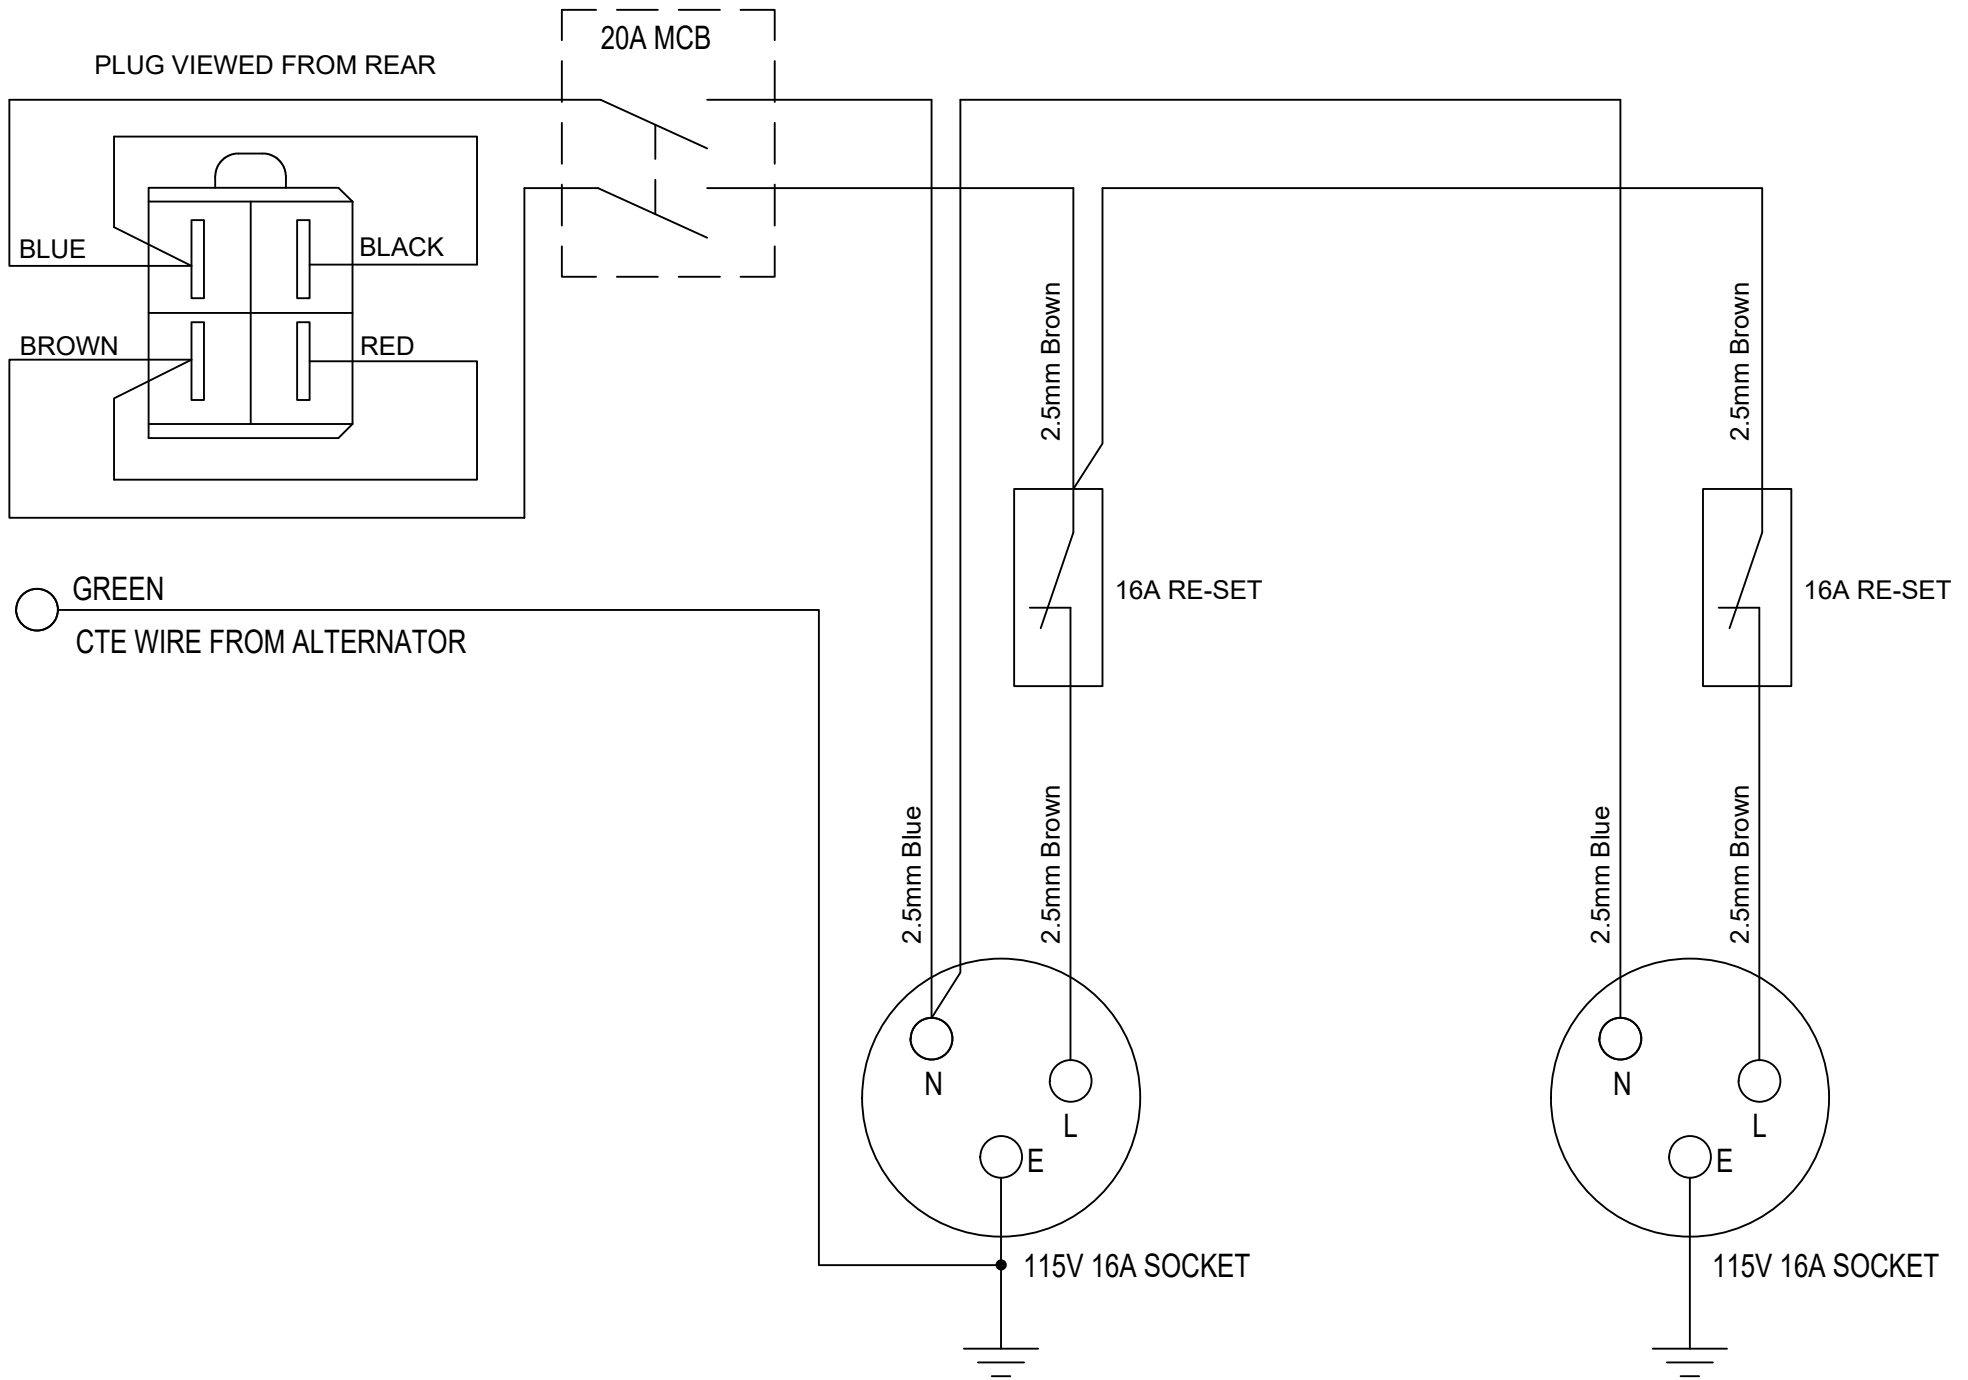 20A MCB
PLUG VIEWED FROM REAR
BLUE
BLACK
BROWN
RED
2.5mm Brown
2.5mm Brown
GREEN
CTE WIRE FROM ALTERNATOR
16A RE-SET
16A RE-SET
2.5mm Blue
2.5mm Brown
2.5mm Blue
2.5mm Brown
N
L
E
N
L
E
115V 16A SOCKET
115V 16A SOCKET